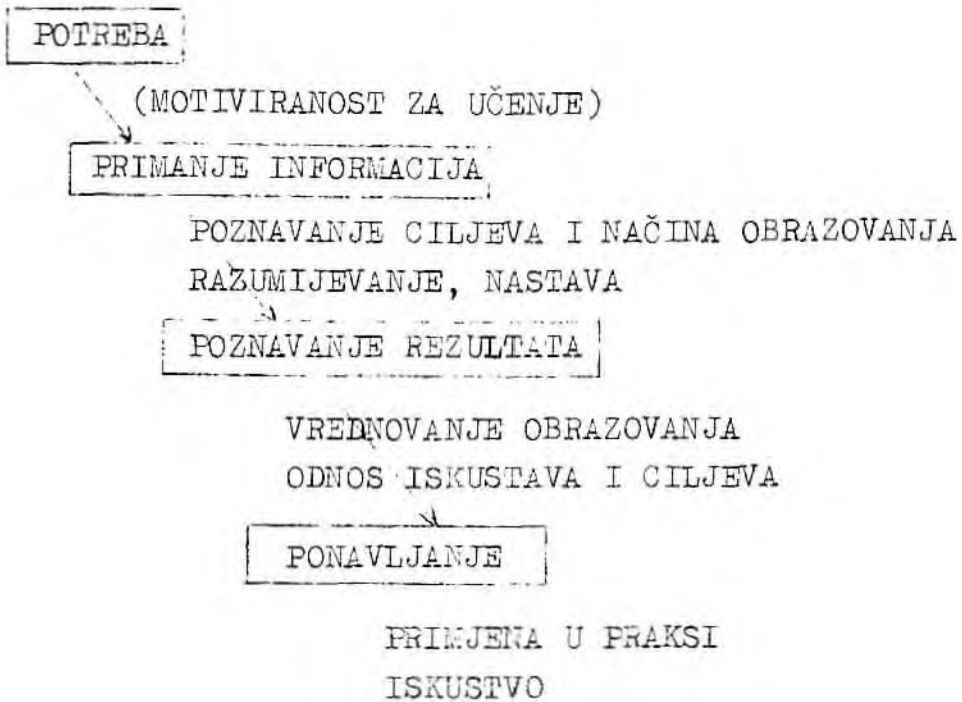 POTREBA
(MOTIVIRANOST ZA UČENJE)
PRIMANJE INFORMACIJA
POZNAVANJE CILJEVA I NAČINA OBRAZOVANJA
RAZUMIJEVANJE, NASTAVA
POZNAVANJE REZULTATA
VREDNOVANJE OBRAZOVANJA
ODNOS ISKUSTAVA I CILJEVA
PONAVLJANJE
PRIMJENA U PRAKSI
ISKUSTVO